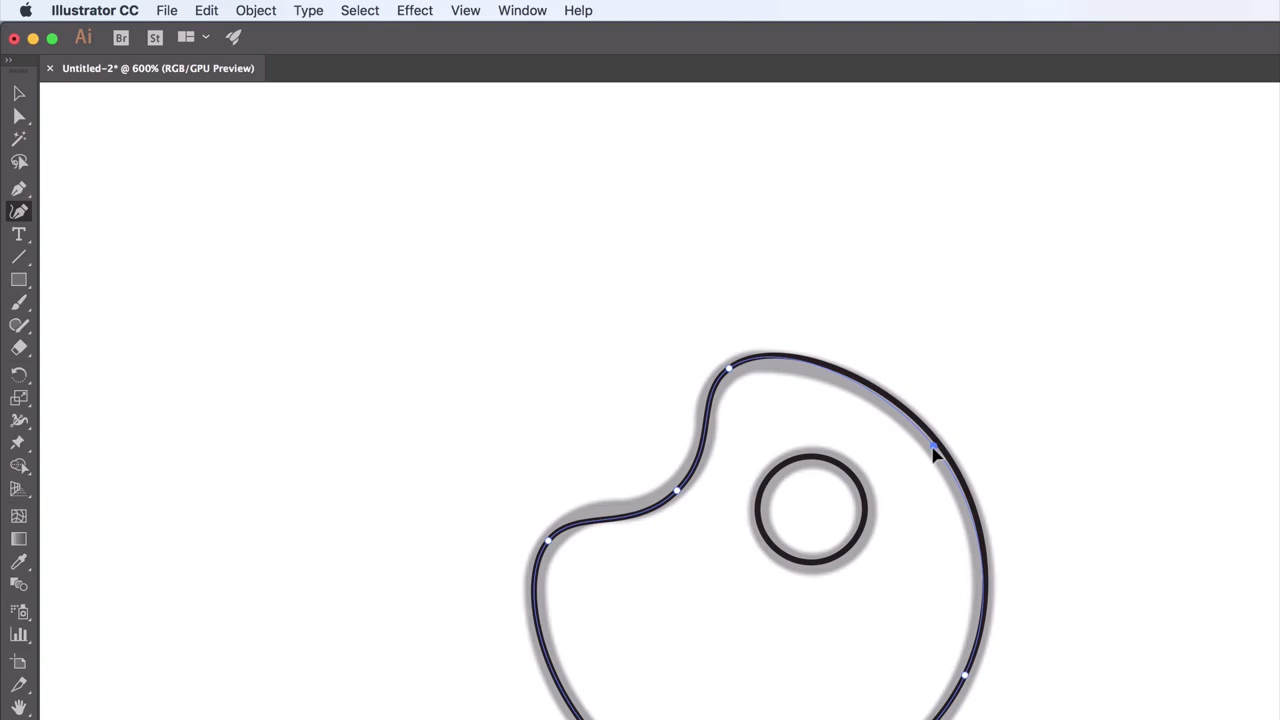 Illustrator CC File Edit Object Type Select Effect View Window Help
Ai Br St
Untitled-2* @ 600% (RGB/GPU Preview)
T